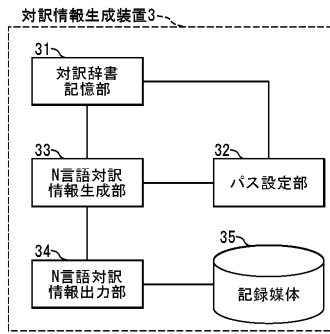 対訳情報生成装置3
31
対訳辞書
記憶部
33
32
N言語対訳
情報生成部
パス設定部
34
35
N言語対訳
情報出力部
記録媒体